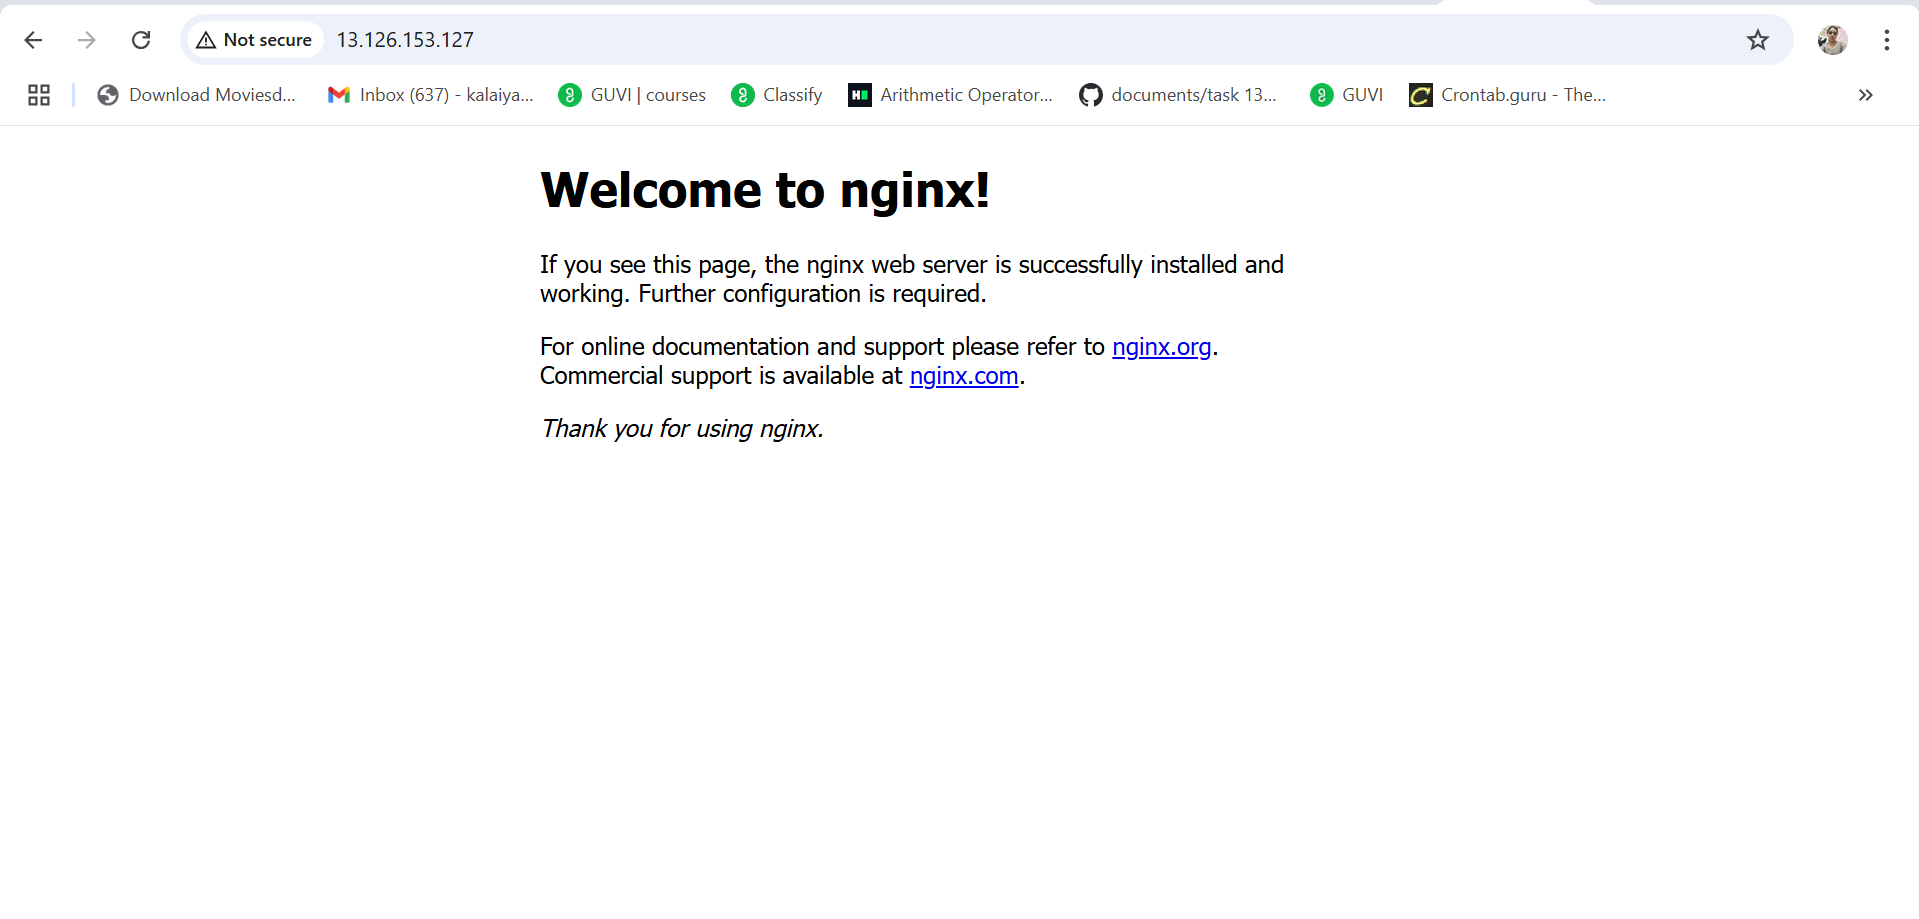 Not secure 13.126.153.127
Download Moviesd... Inbox (637) - kalaiya... GUVI | courses Classify Arithmetic Operator... documents/task 13... GUVI Crontab.guru - The...
Welcome to nginx!
If you see this page, the nginx web server is successfully installed and
working. Further configuration is required.
For online documentation and support please refer to nginx.org.
Commercial support is available at nginx.com.
Thank you for using nginx.